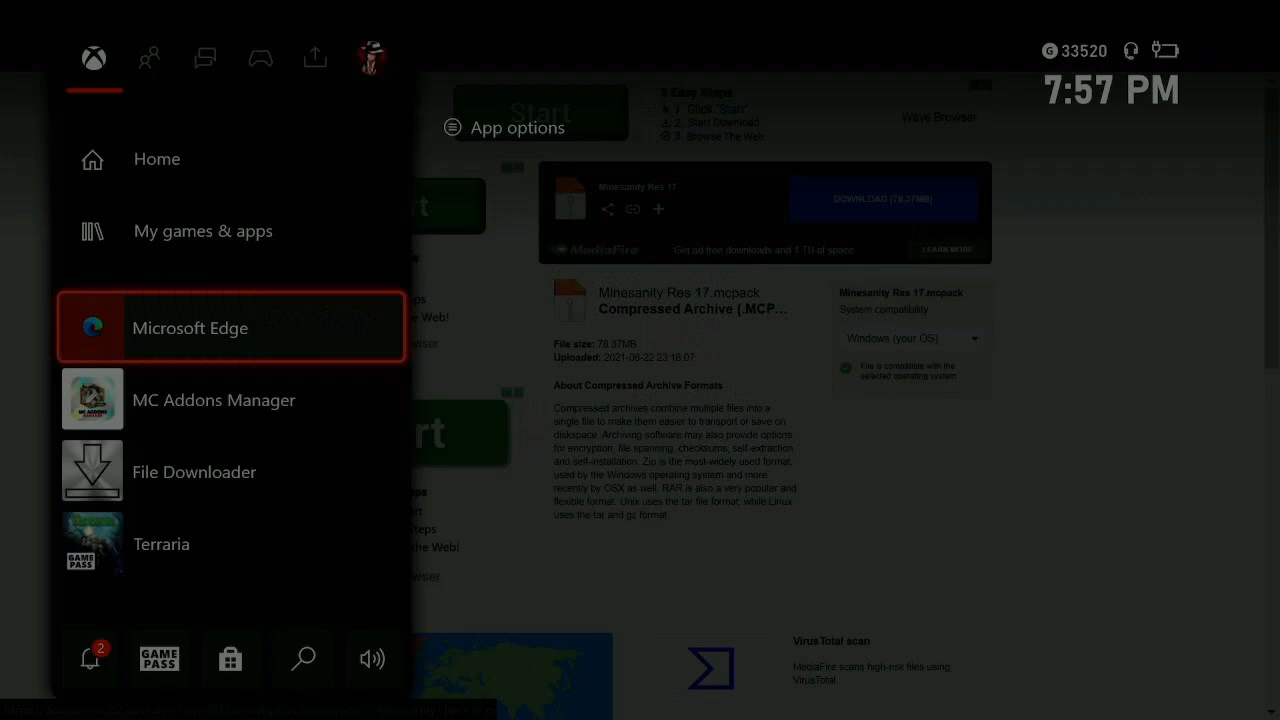 G 33520
7:57 PM
App options
Home
My games & apps
Microsoft Edge
MC Addons Manager
File Downloader
Terraria
GAME PASS
2
GAME
PASS
Start
3 Easy Steps
1. Click "Start"
2. Start Download
3. Browse The Web
Wave Browser
Minesanity Res 17
DOWNLOAD (78.37MB)
MediaFire
Get ad free downloads and 1 TB of space
LEARN MORE
Minesanity Res 17.mcpack
Compressed Archive (.MCP...
File size: 78.37MB
Uploaded: 2021-06-22 23:18:07
About Compressed Archive Formats
Compressed archives combine multiple files into a
single file to make them easier to transport or save on
diskspace. Archiving software may also provide options
for encryption, file spanning, checksums, self-extraction,
and self-installation. Zip is the most-widely used format,
used by the Windows operating system and more
recently by OSX as well. RAR is also a very popular and
flexible format. Unix uses the tar file format, while Linux
uses the tar and gz format.
Minesanity Res 17.mcpack
System compatibility
Windows (your OS)
File is compatible with the
selected operating system
the Web!
VirusTotal scan
MediaFire scans high-risk files using
VirusTotal